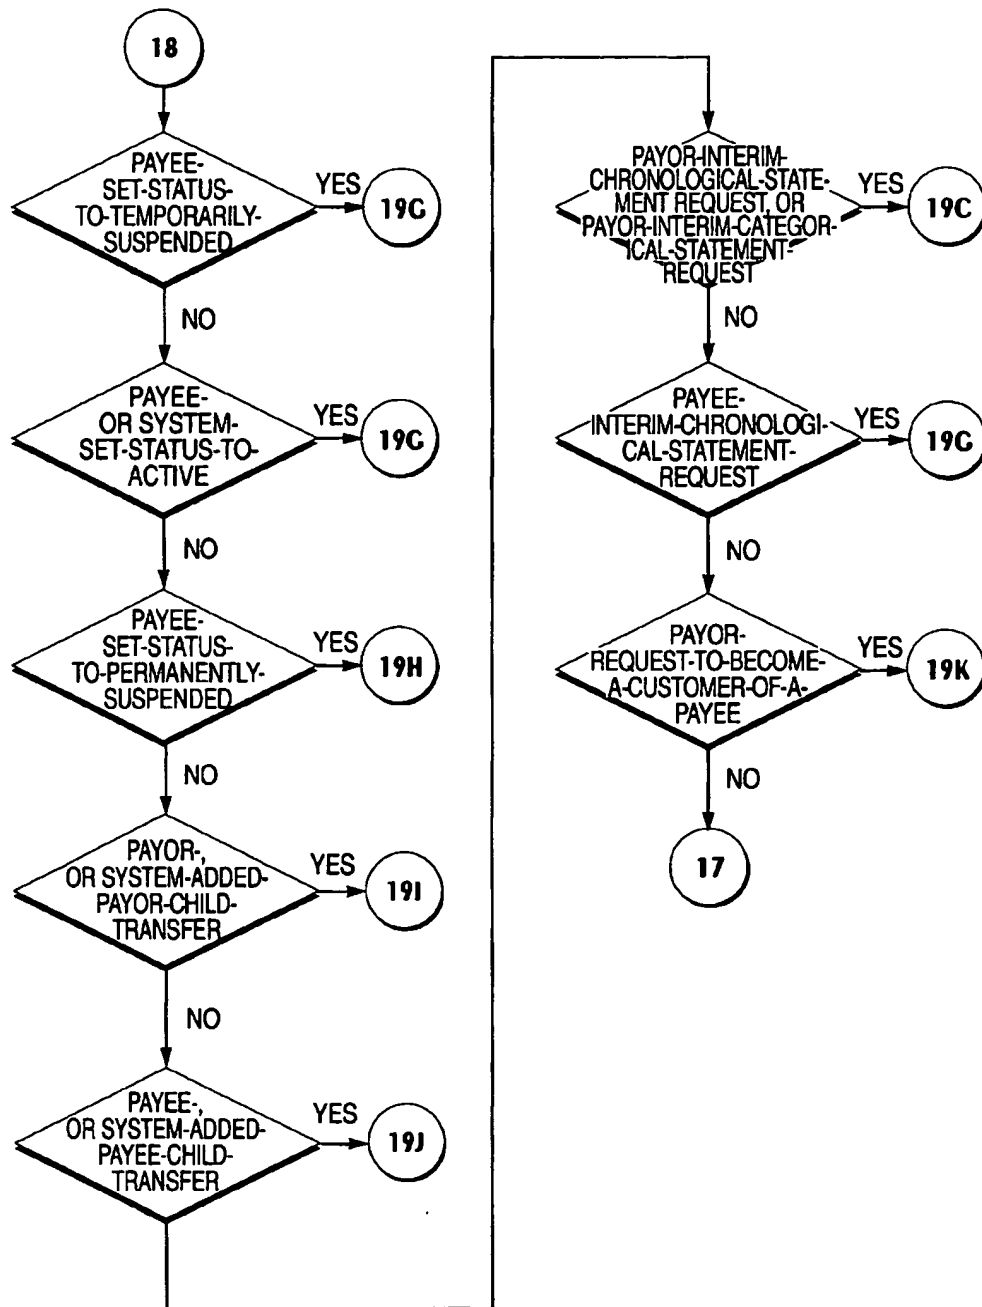 18
PAYEE-
SET-STATUS-
TO-TEMPORARILY-
SUSPENDED
YES
19G
NO
PAYEE-
OR SYSTEM-
SET-STATUS-TO-
ACTIVE
YES
19G
NO
PAYEE-
SET-STATUS-
TO-PERMANENTLY-
SUSPENDED
YES
19H
NO
PAYOR-,
OR SYSTEM-ADDED-
PAYOR-CHILD-
TRANSFER
YES
19I
NO
PAYEE-,
OR SYSTEM-ADDED-
PAYEE-CHILD-
TRANSFER
YES
19J
PAYOR-INTERIM-
CHRONOLOGICAL-STATE-
MENT REQUEST, OR
PAYOR-INTERIM-CATEGOR-
ICAL-STATEMENT-
REQUEST
YES
19C
NO
PAYEE-
INTERIM-CHRONOLOGI-
CAL-STATEMENT-
REQUEST
YES
19G
NO
PAYOR-
REQUEST-TO-BECOME-
A-CUSTOMER-OF-A-
PAYEE
YES
19K
NO
17